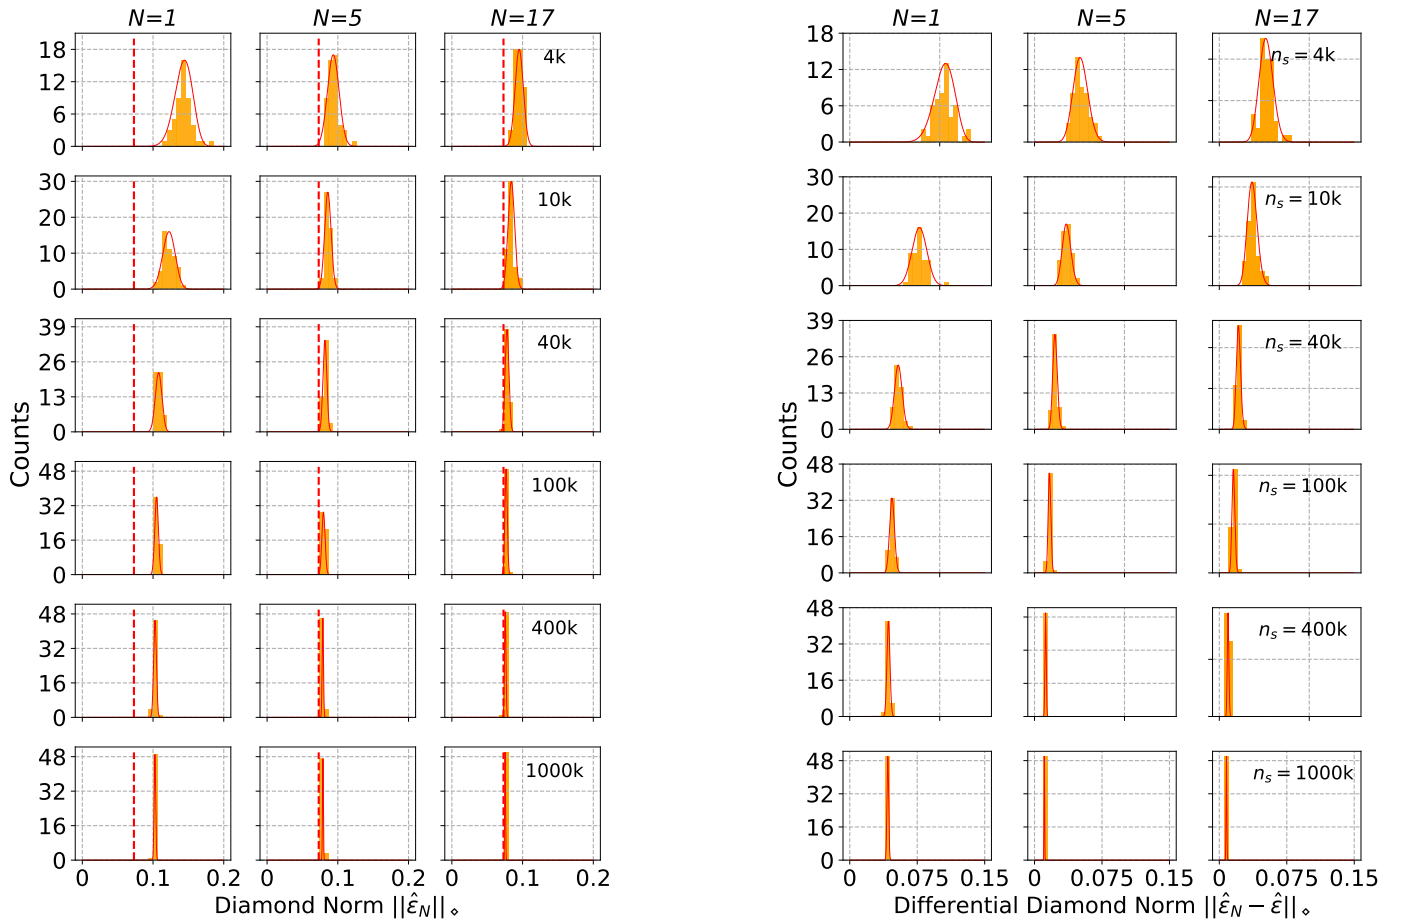 N=1 N=5 N=17 N=1 N=5 N=17
18 12 6 0 4k 18 12 6 0 n_s = 4k
30 20 10 0 10k 30 20 10 0 n_s = 10k
39 26 13 0 40k 39 26 13 0 n_s = 40k
Counts Counts
48 32 16 0 100k 48 32 16 0 n_s = 100k
48 32 16 0 400k 48 32 16 0 n_s = 400k
48 32 16 0 1000k 48 32 16 0 n_s = 1000k
0 0.1 0.2 0 0.1 0.2 0 0.1 0.2 0 0.075 0.15 0 0.075 0.15 0 0.075 0.15
Diamond Norm ||ε̂_N||⋄ Differential Diamond Norm ||ε̂_N − ε̂||⋄